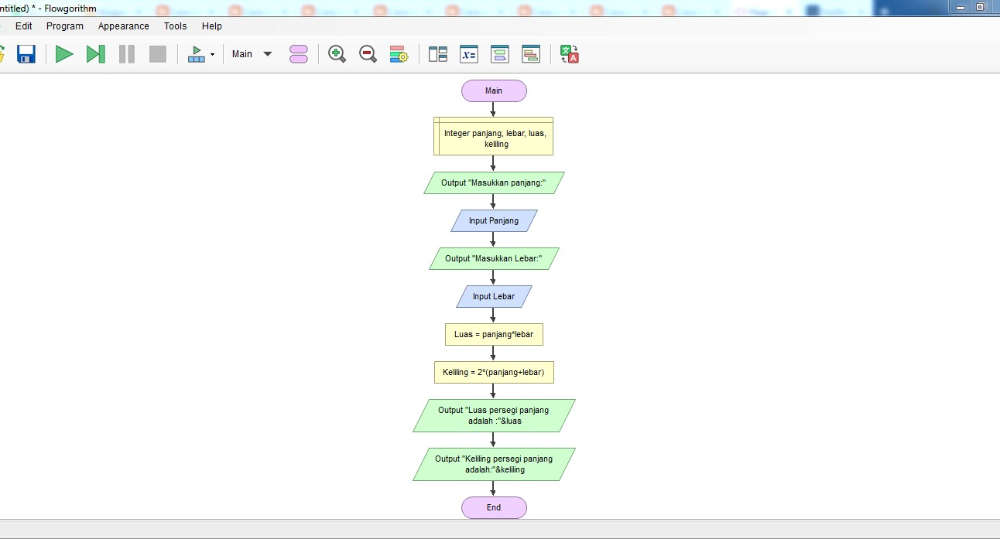 ntitled) * - Flowgorithm
Edit Program Appearance Tools Help
Main
Main
Integer panjang, lebar, luas,
keliling
Output "Masukkan panjang:"
Input Panjang
Output "Masukkan Lebar:"
Input Lebar
Luas = panjang*lebar
Keliling = 2*(panjang+lebar)
Output "Luas persegi panjang
adalah :"&luas
Output "Keliling persegi panjang
adalah:"&keliling
End